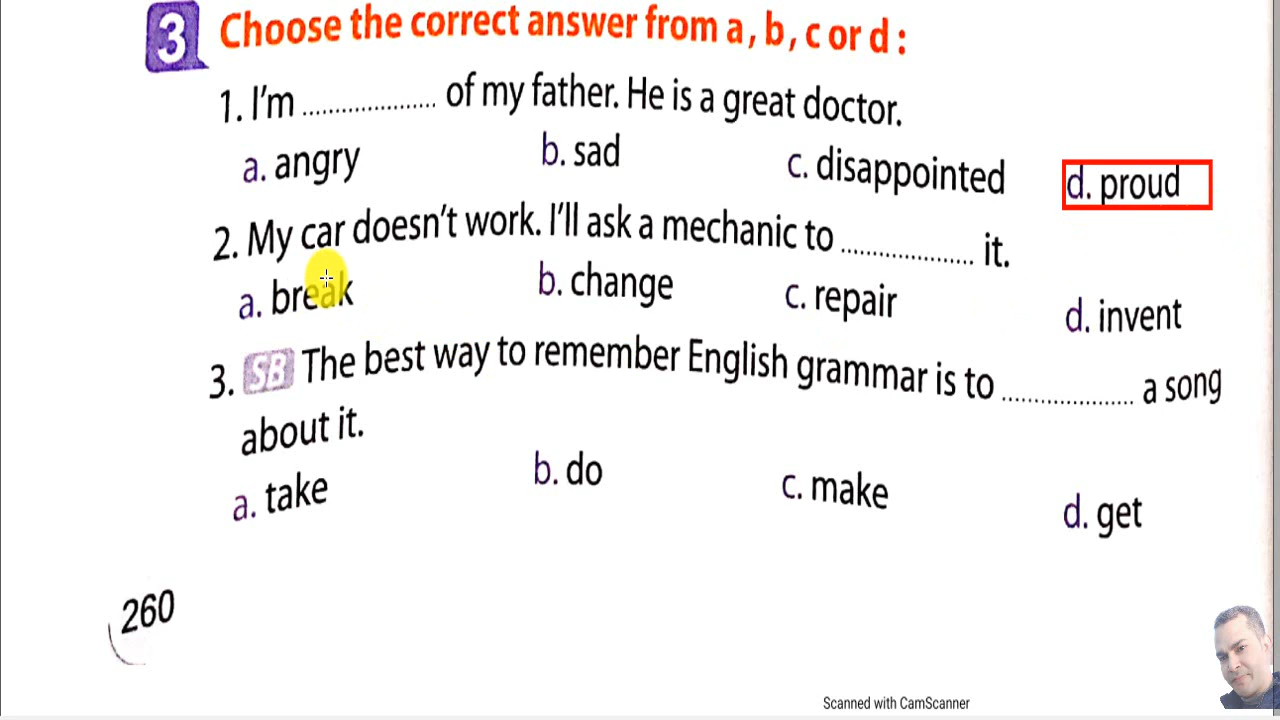 3 Choose the correct answer from a, b, c or d :
1. I'm .................... of my father. He is a great doctor.
a. angry b. sad c. disappointed d. proud
2. My car doesn't work. I'll ask a mechanic to .................... it.
a. break b. change c. repair d. invent
3. SB The best way to remember English grammar is to .................... a song
about it.
a. take b. do c. make d. get
260
Scanned with CamScanner